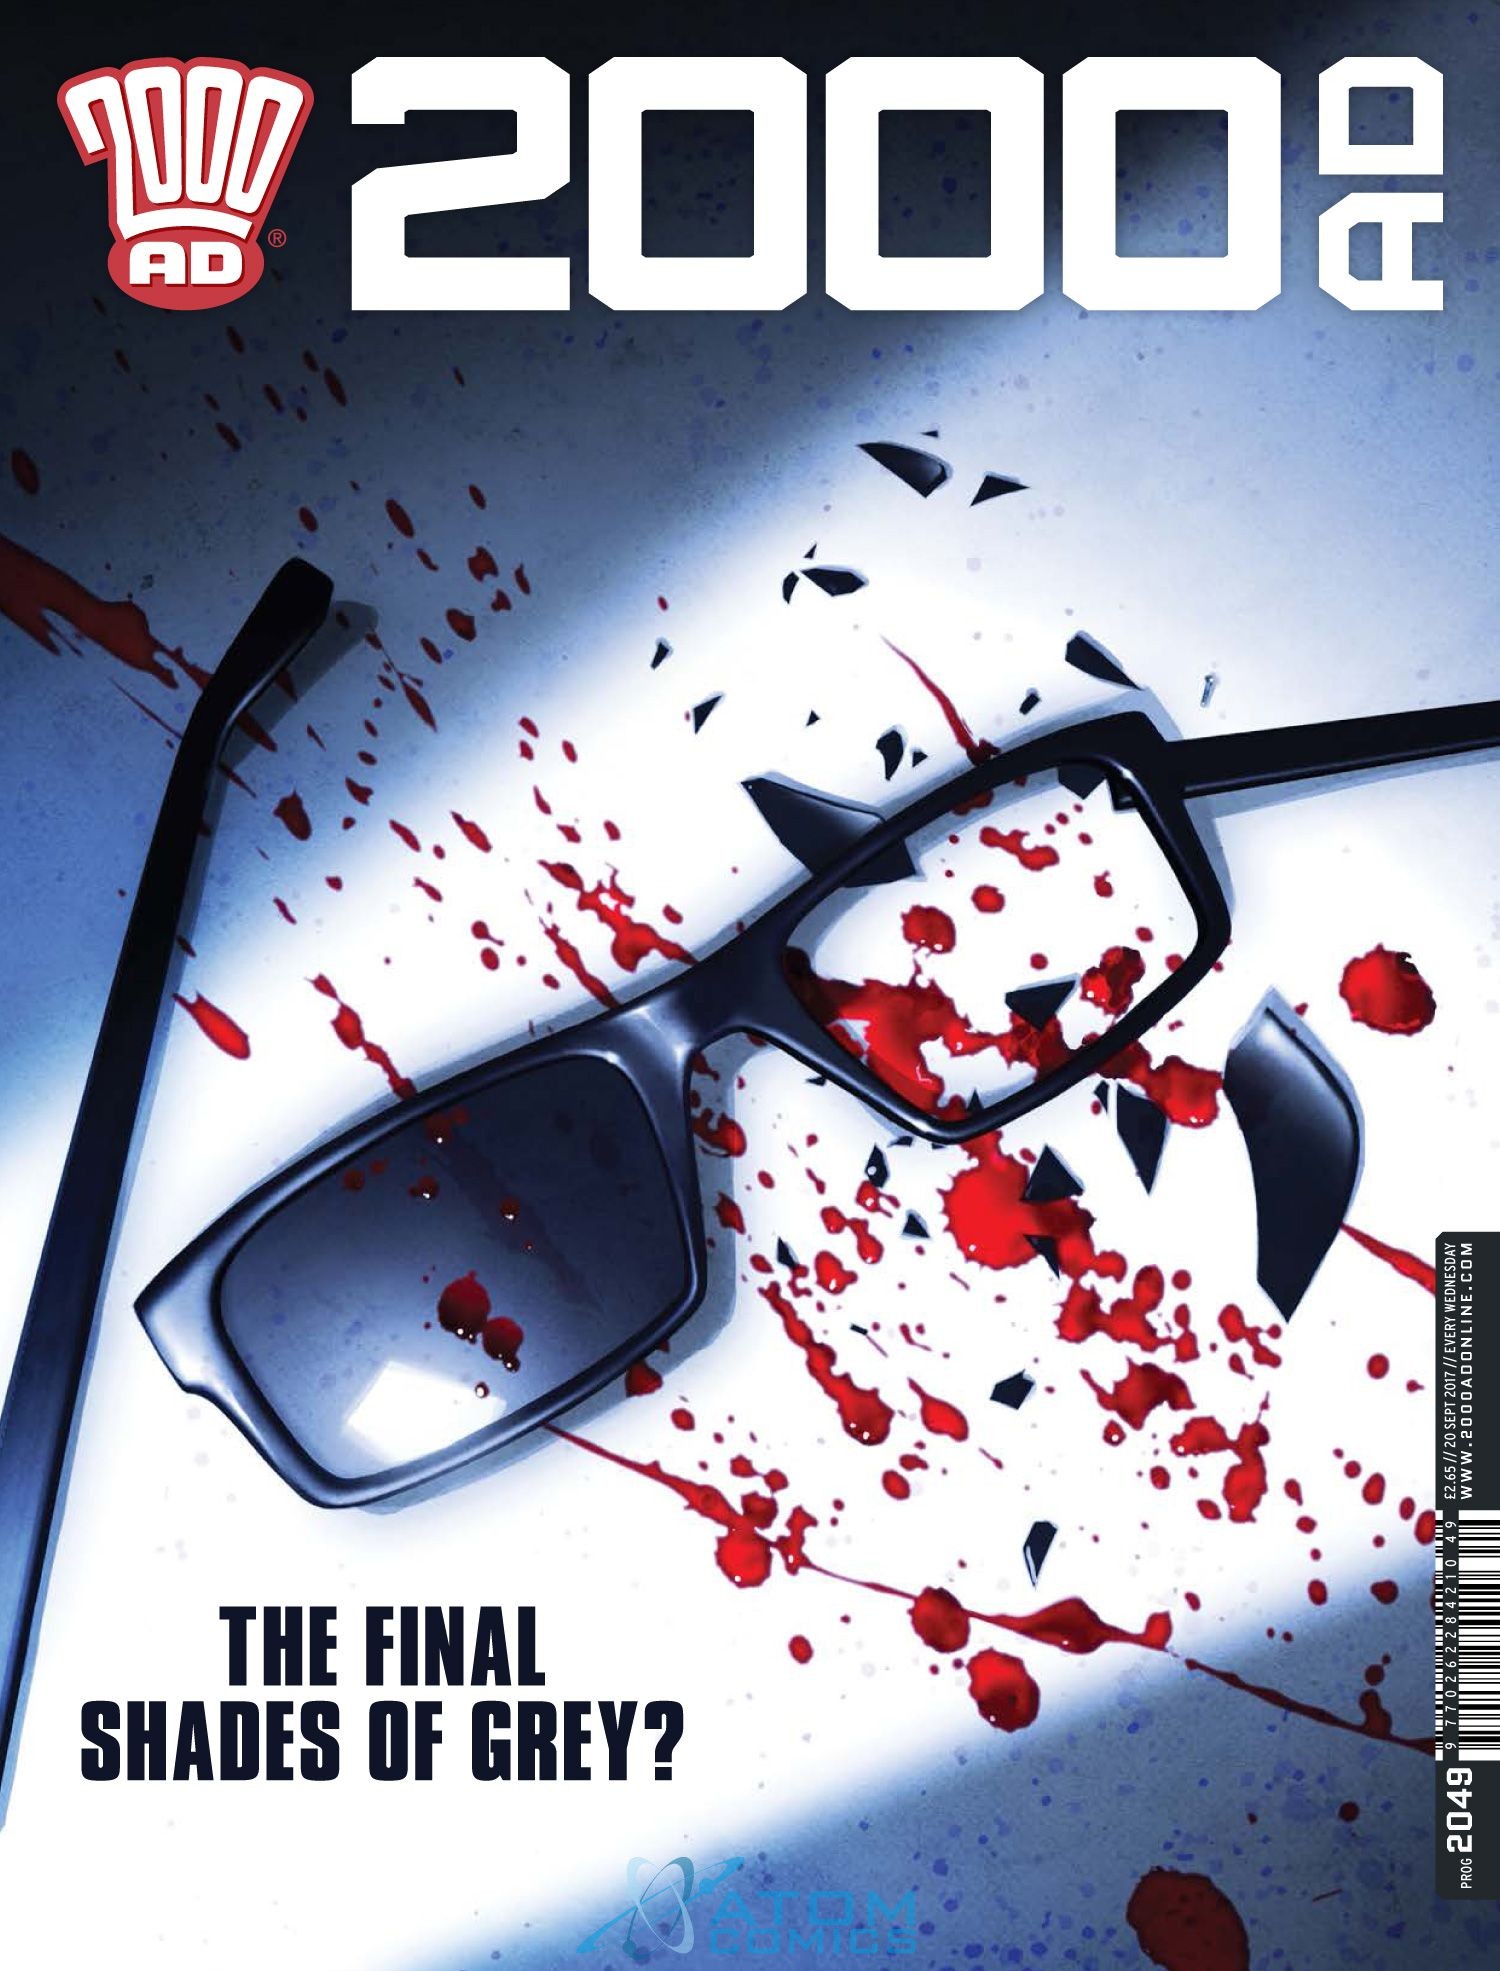 2000
AD
®
2000 AD
THE FINAL
SHADES OF GREY?
£2.65 // 20 SEPT 2017 // EVERY WEDNESDAY
WWW.2000ADONLINE.COM
9 770262 284210 49
PROG 2049
ATOM
COMICS